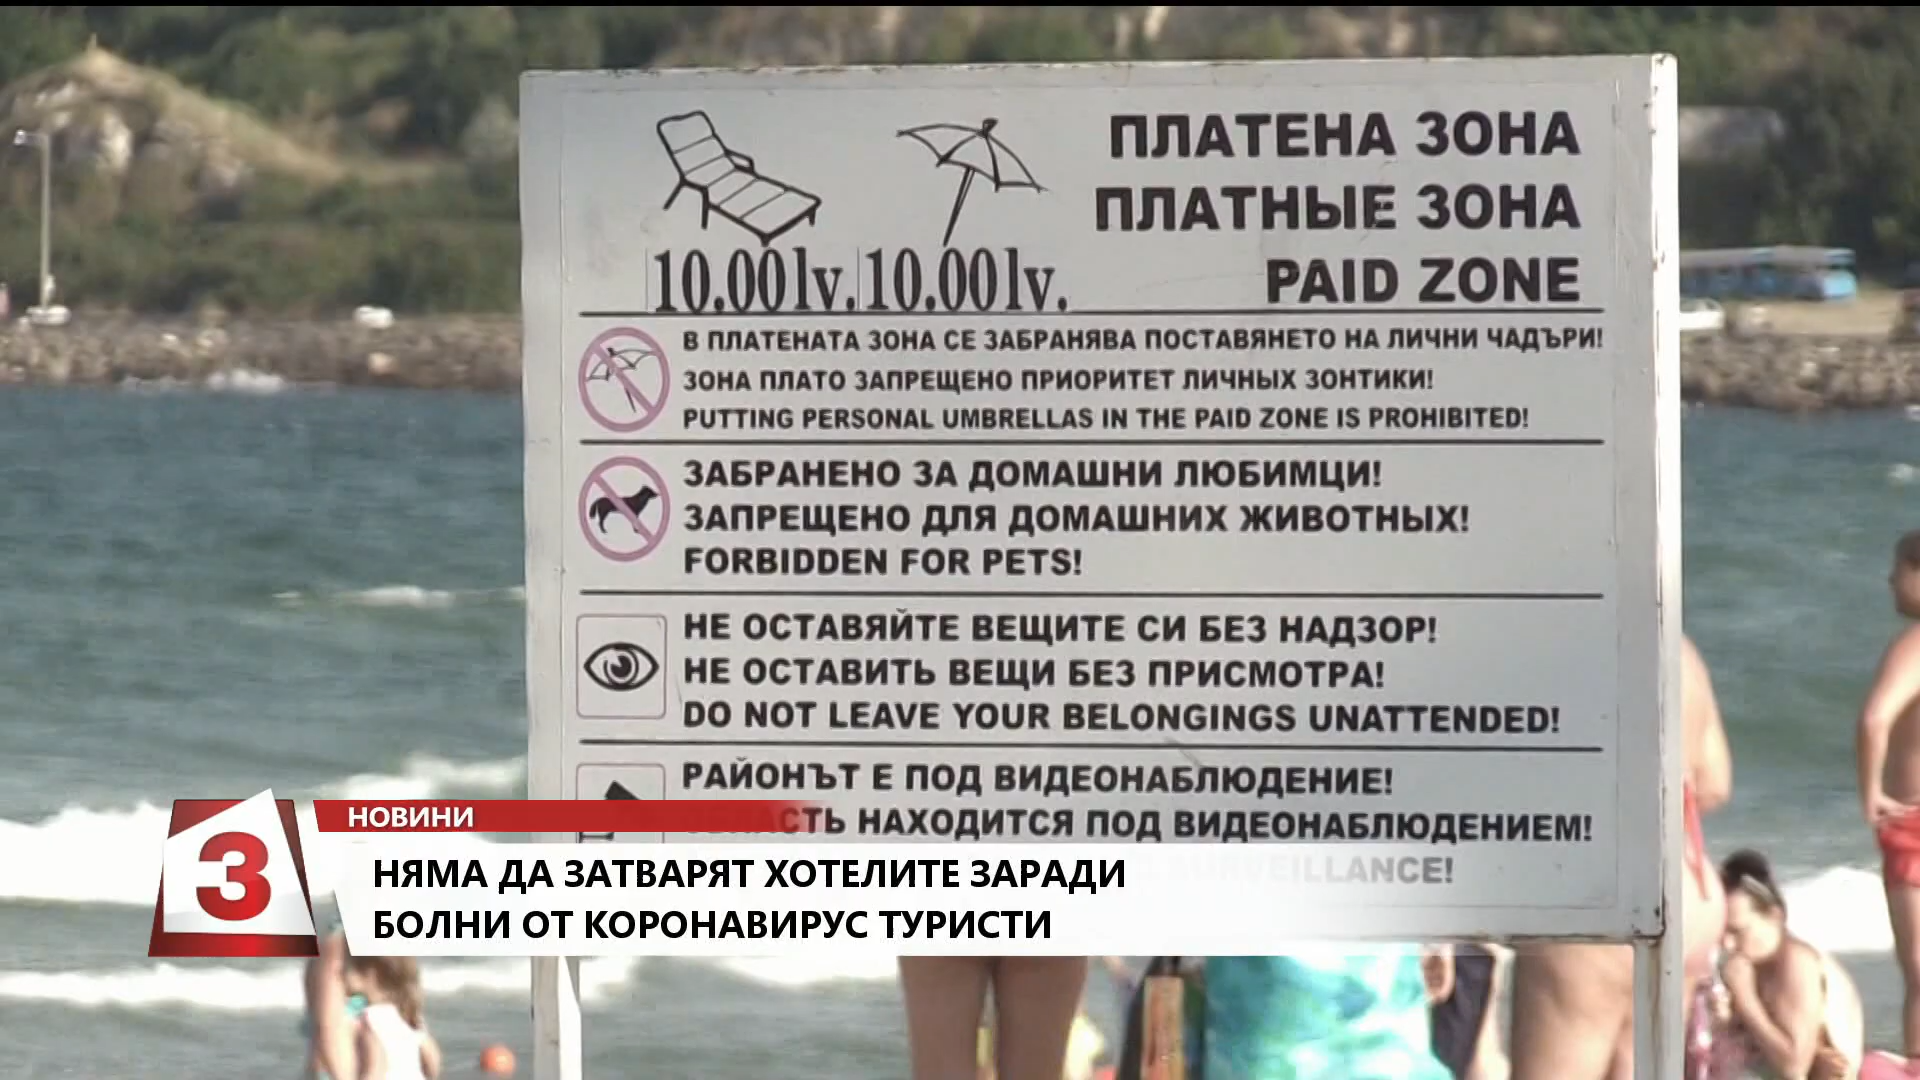 ПЛАТЕНА ЗОНА
ПЛАТНЫЕ ЗОНА
PAID ZONE
10.00lv. 10.00lv.
В ПЛАТЕНАТА ЗОНА СЕ ЗАБРАНЯВА ПОСТАВЯНЕТО НА ЛИЧНИ ЧАДЪРИ!
ЗОНА ПЛАТО ЗАПРЕЩЕНО ПРИОРИТЕТ ЛИЧНЫХ ЗОНТИКИ!
PUTTING PERSONAL UMBRELLAS IN THE PAID ZONE IS PROHIBITED!
ЗАБРАНЕНО ЗА ДОМАШНИ ЛЮБИМЦИ!
ЗАПРЕЩЕНО ДЛЯ ДОМАШНИХ ЖИВОТНЫХ!
FORBIDDEN FOR PETS!
НЕ ОСТАВЯЙТЕ ВЕЩИТЕ СИ БЕЗ НАДЗОР!
НЕ ОСТАВИТЬ ВЕЩИ БЕЗ ПРИСМОТРА!
DO NOT LEAVE YOUR BELONGINGS UNATTENDED!
РАЙОНЪТ Е ПОД ВИДЕОНАБЛЮДЕНИЕ!
ОБЛАСТЬ НАХОДИТСЯ ПОД ВИДЕОНАБЛЮДЕНИЕМ!
SURVEILLANCE!
3
НОВИНИ
НЯМА ДА ЗАТВАРЯТ ХОТЕЛИТЕ ЗАРАДИ
БОЛНИ ОТ КОРОНАВИРУС ТУРИСТИ